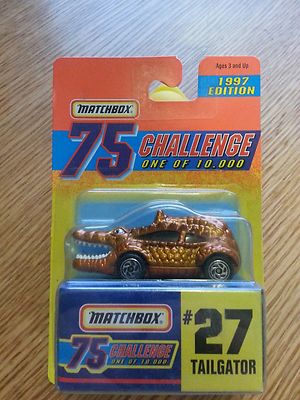 Ages 3 and Up
1997
EDITION
MATCHBOX
75 CHALLENGE
ONE OF 10,000
MATCHBOX
75 CHALLENGE
ONE OF 10,000
#27
TAILGATOR